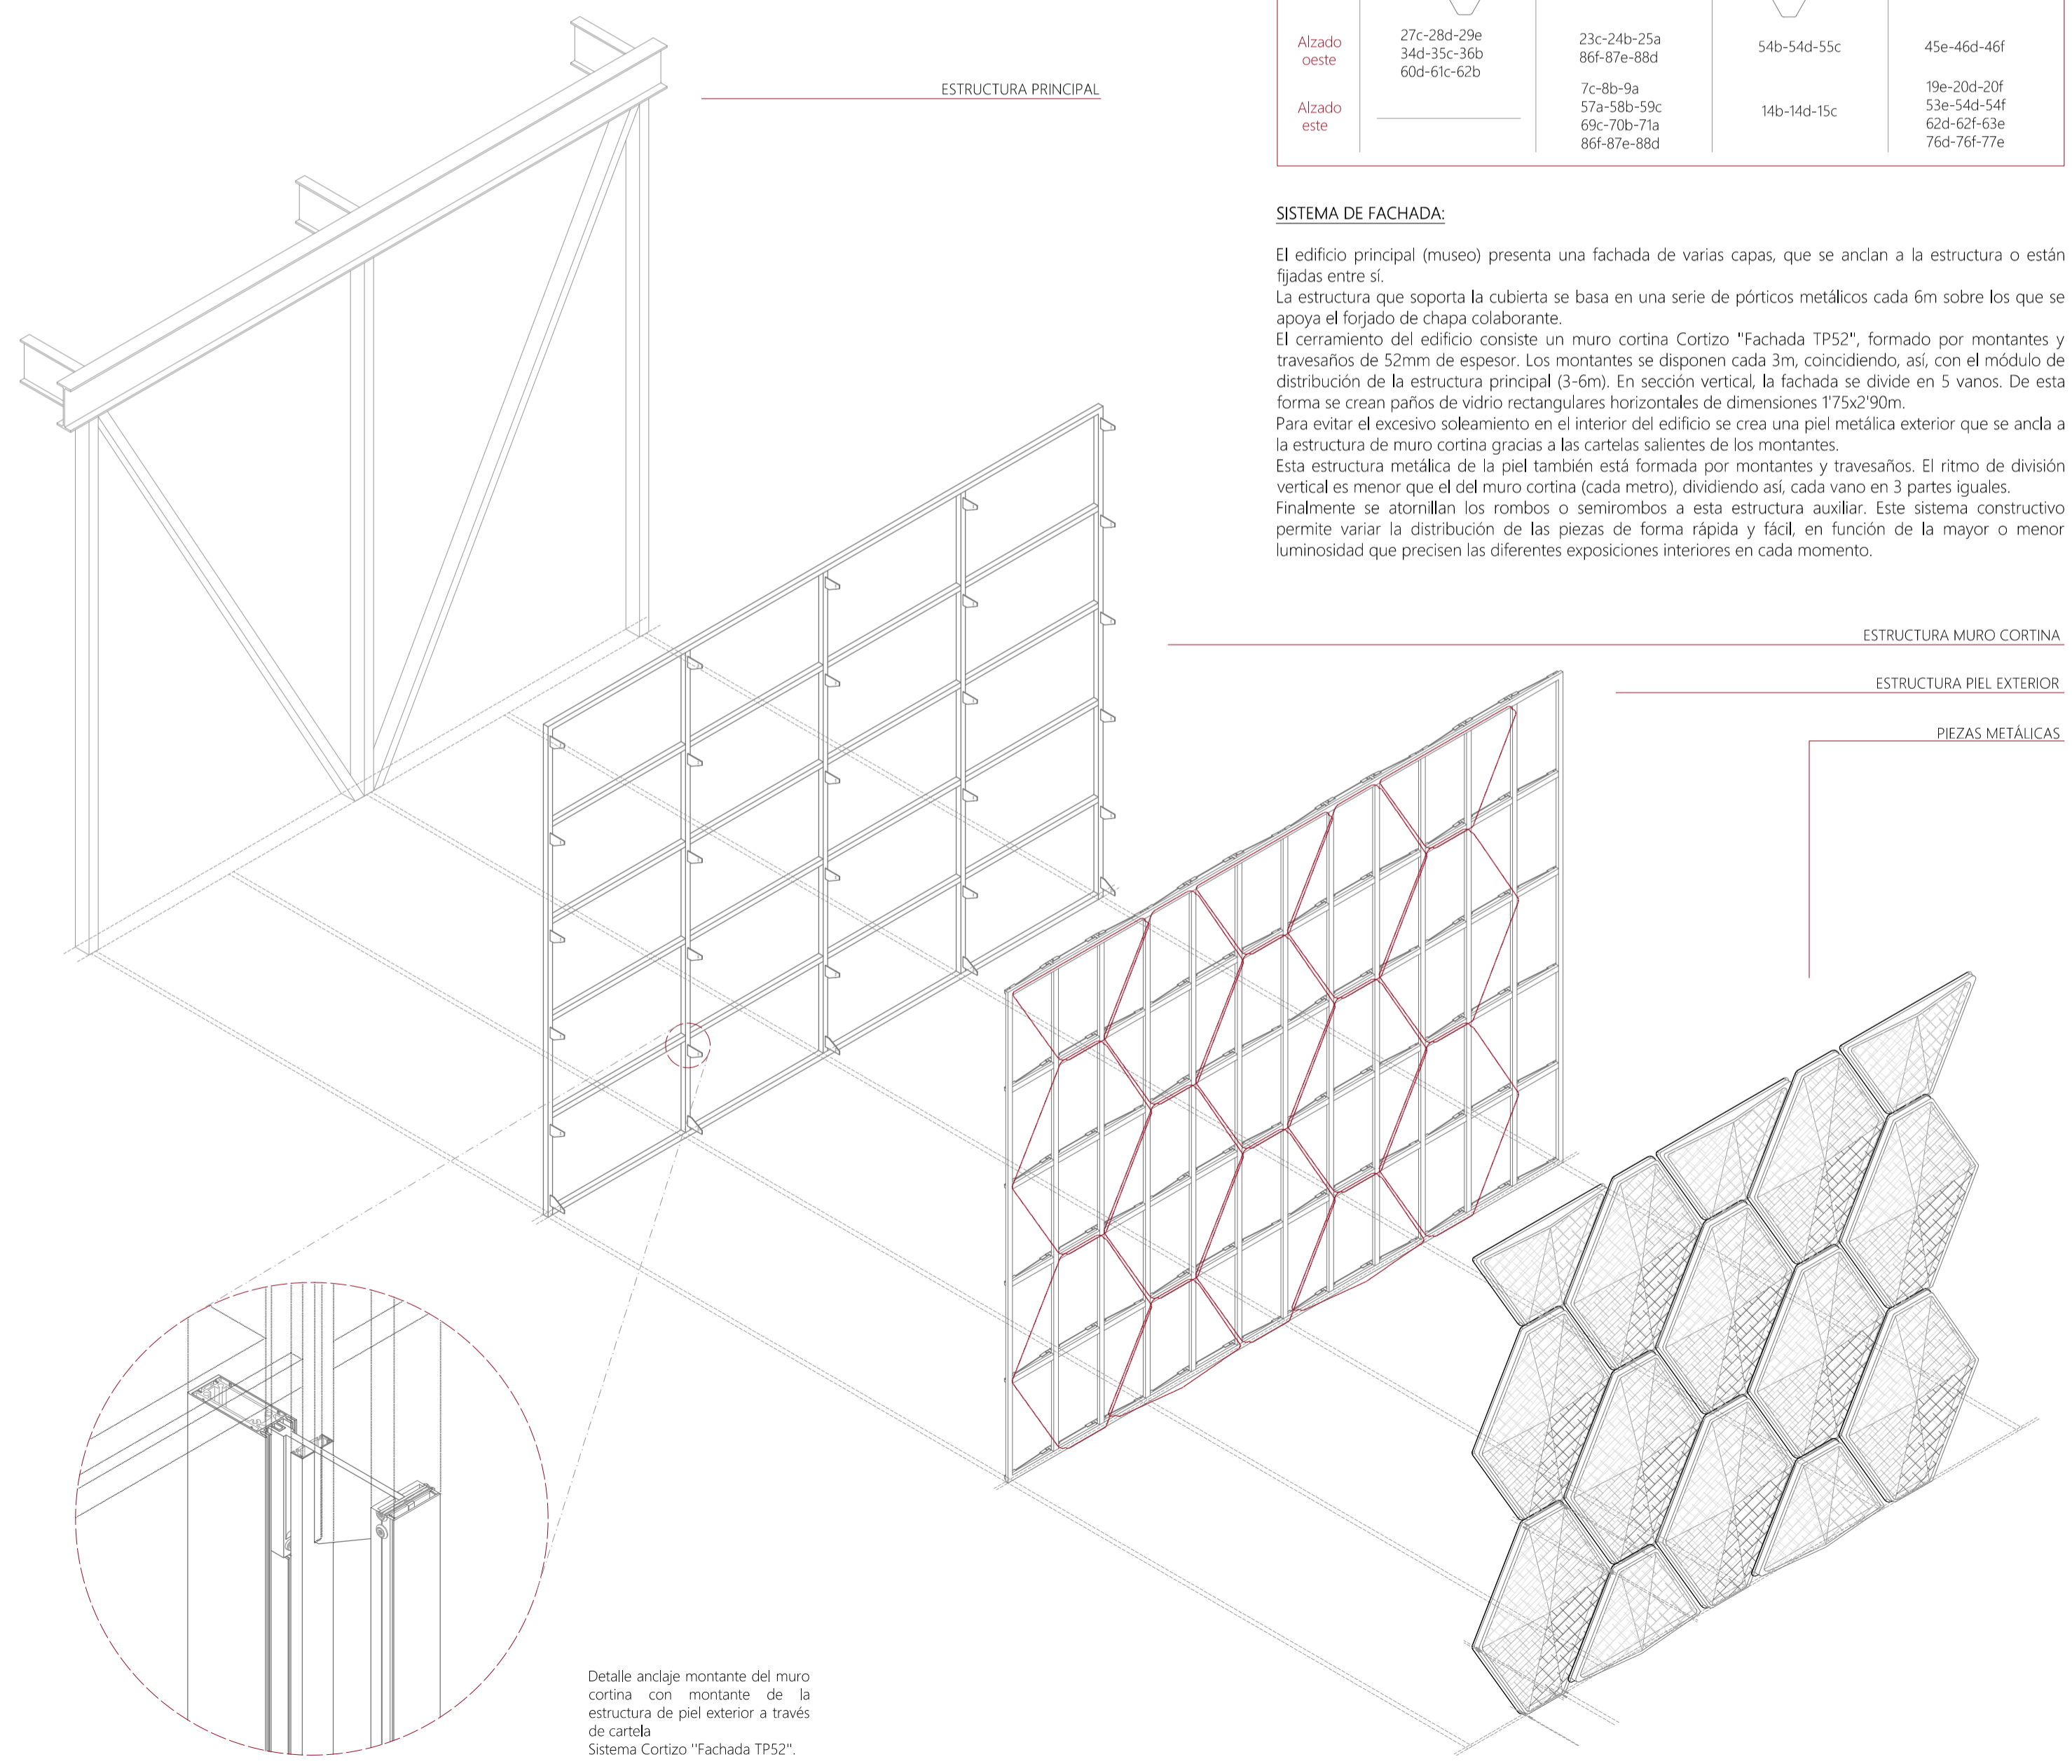 Alzado
oeste
27c-28d-29e
34d-35c-36b
60d-61c-62b
23c-24b-25a
86f-87e-88d
54b-54d-55c
45e-46d-46f
Alzado
este
7c-8b-9a
57a-58b-59c
69c-70b-71a
86f-87e-88d
14b-14d-15c
19e-20d-20f
53e-54d-54f
62d-62f-63e
76d-76f-77e
ESTRUCTURA PRINCIPAL
SISTEMA DE FACHADA:
El edificio principal (museo) presenta una fachada de varias capas, que se anclan a la estructura o están
fijadas entre sí.
La estructura que soporta la cubierta se basa en una serie de pórticos metálicos cada 6m sobre los que se
apoya el forjado de chapa colaborante.
El cerramiento del edificio consiste un muro cortina Cortizo "Fachada TP52", formado por montantes y
travesaños de 52mm de espesor. Los montantes se disponen cada 3m, coincidiendo, así, con el módulo de
distribución de la estructura principal (3-6m). En sección vertical, la fachada se divide en 5 vanos. De esta
forma se crean paños de vidrio rectangulares horizontales de dimensiones 1'75x2'90m.
Para evitar el excesivo soleamiento en el interior del edificio se crea una piel metálica exterior que se ancla a
la estructura de muro cortina gracias a las cartelas salientes de los montantes.
Esta estructura metálica de la piel también está formada por montantes y travesaños. El ritmo de división
vertical es menor que el del muro cortina (cada metro), dividiendo así, cada vano en 3 partes iguales.
Finalmente se atornillan los rombos o semirombos a esta estructura auxiliar. Este sistema constructivo
permite variar la distribución de las piezas de forma rápida y fácil, en función de la mayor o menor
luminosidad que precisen las diferentes exposiciones interiores en cada momento.
ESTRUCTURA MURO CORTINA
ESTRUCTURA PIEL EXTERIOR
PIEZAS METÁLICAS
Detalle anclaje montante del muro
cortina con montante de la
estructura de piel exterior a través
de cartela
Sistema Cortizo "Fachada TP52".